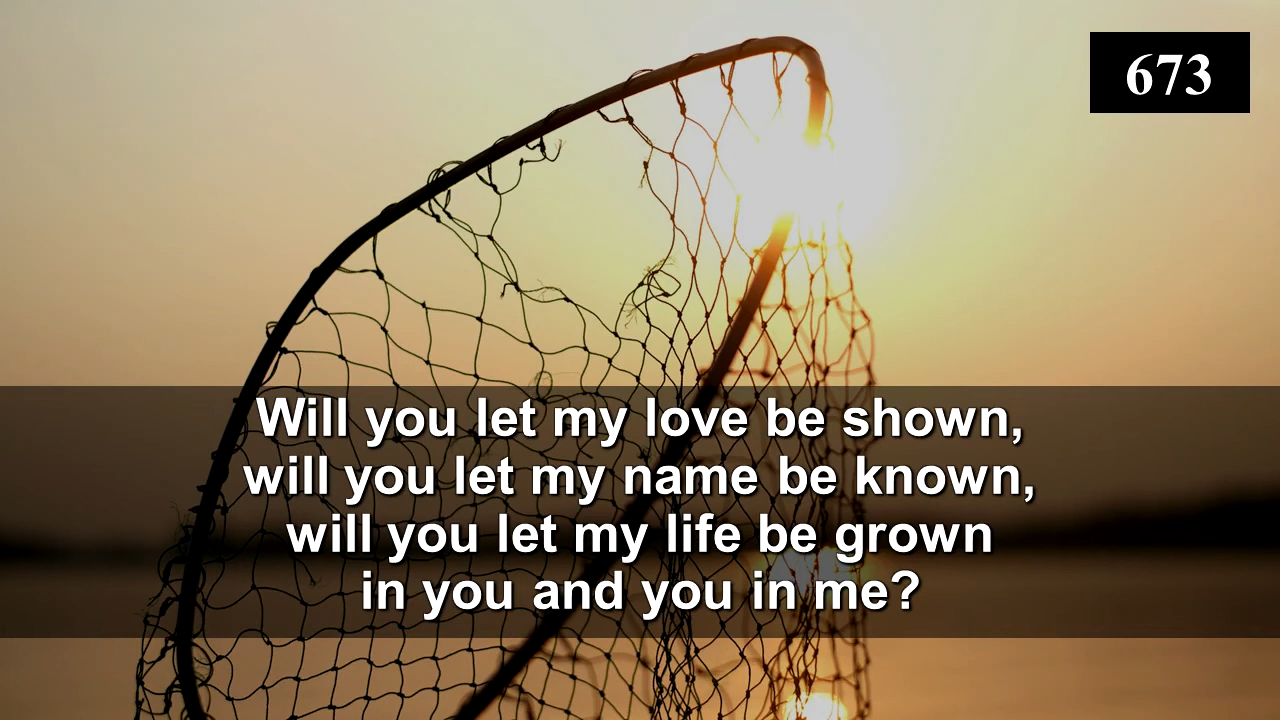 673
Will you let my love be shown,
will you let my name be known,
will you let my life be grown
in you and you in me?